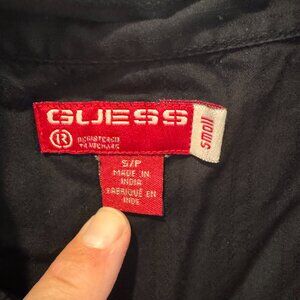 GUESS
small
R REGISTERED
TRADEMARK
S/P
MADE IN
INDIA
FABRIQUÉ EN
INDE